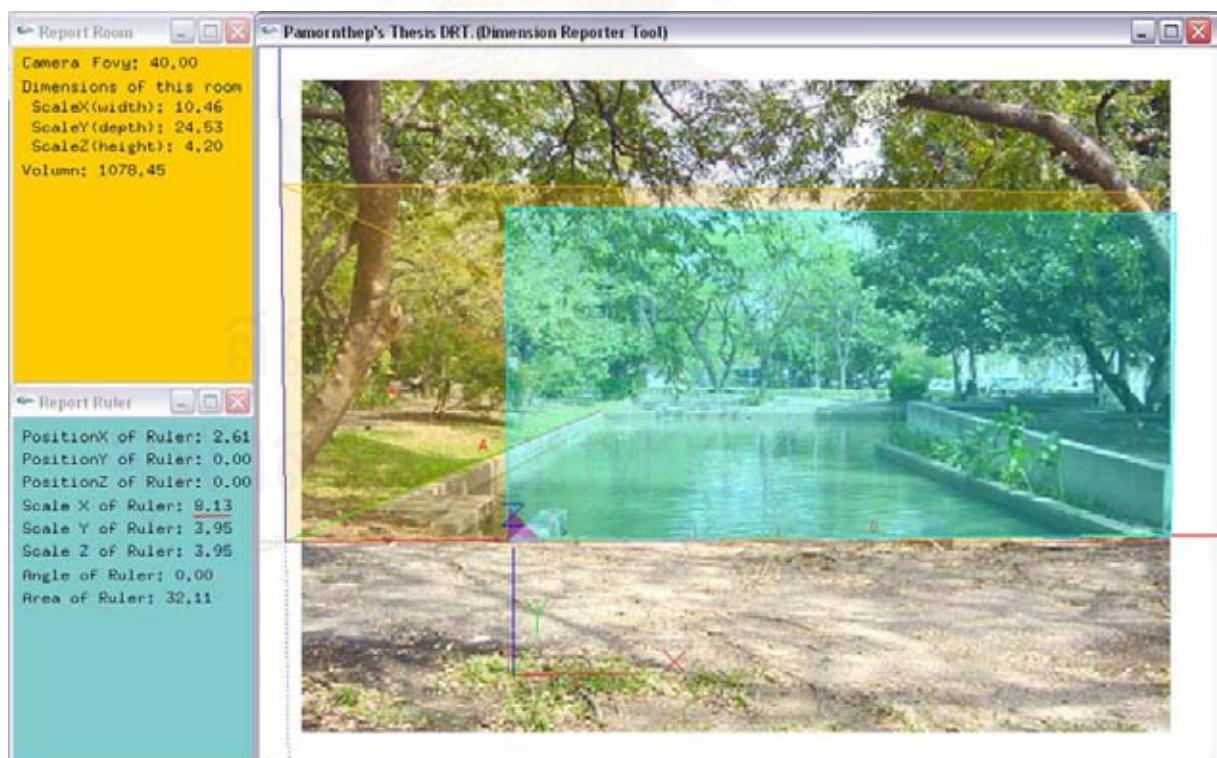 Report Room
Camera Fovy: 40,00
Dimensions of this room
ScaleX(width): 10,46
ScaleY(depth): 24,53
ScaleZ(height): 4,20
Volumn: 1078,45
Report Ruler
PositionX of Ruler: 2,61
PositionY of Ruler: 0,00
PositionZ of Ruler: 0,00
Scale X of Ruler: 8,13
Scale Y of Ruler: 3,95
Scale Z of Ruler: 3,95
Angle of Ruler: 0,00
Area of Ruler: 32,11
Pamornthep's Thesis DRT.(Dimension Reporter Tool)
A
Z
Y
X